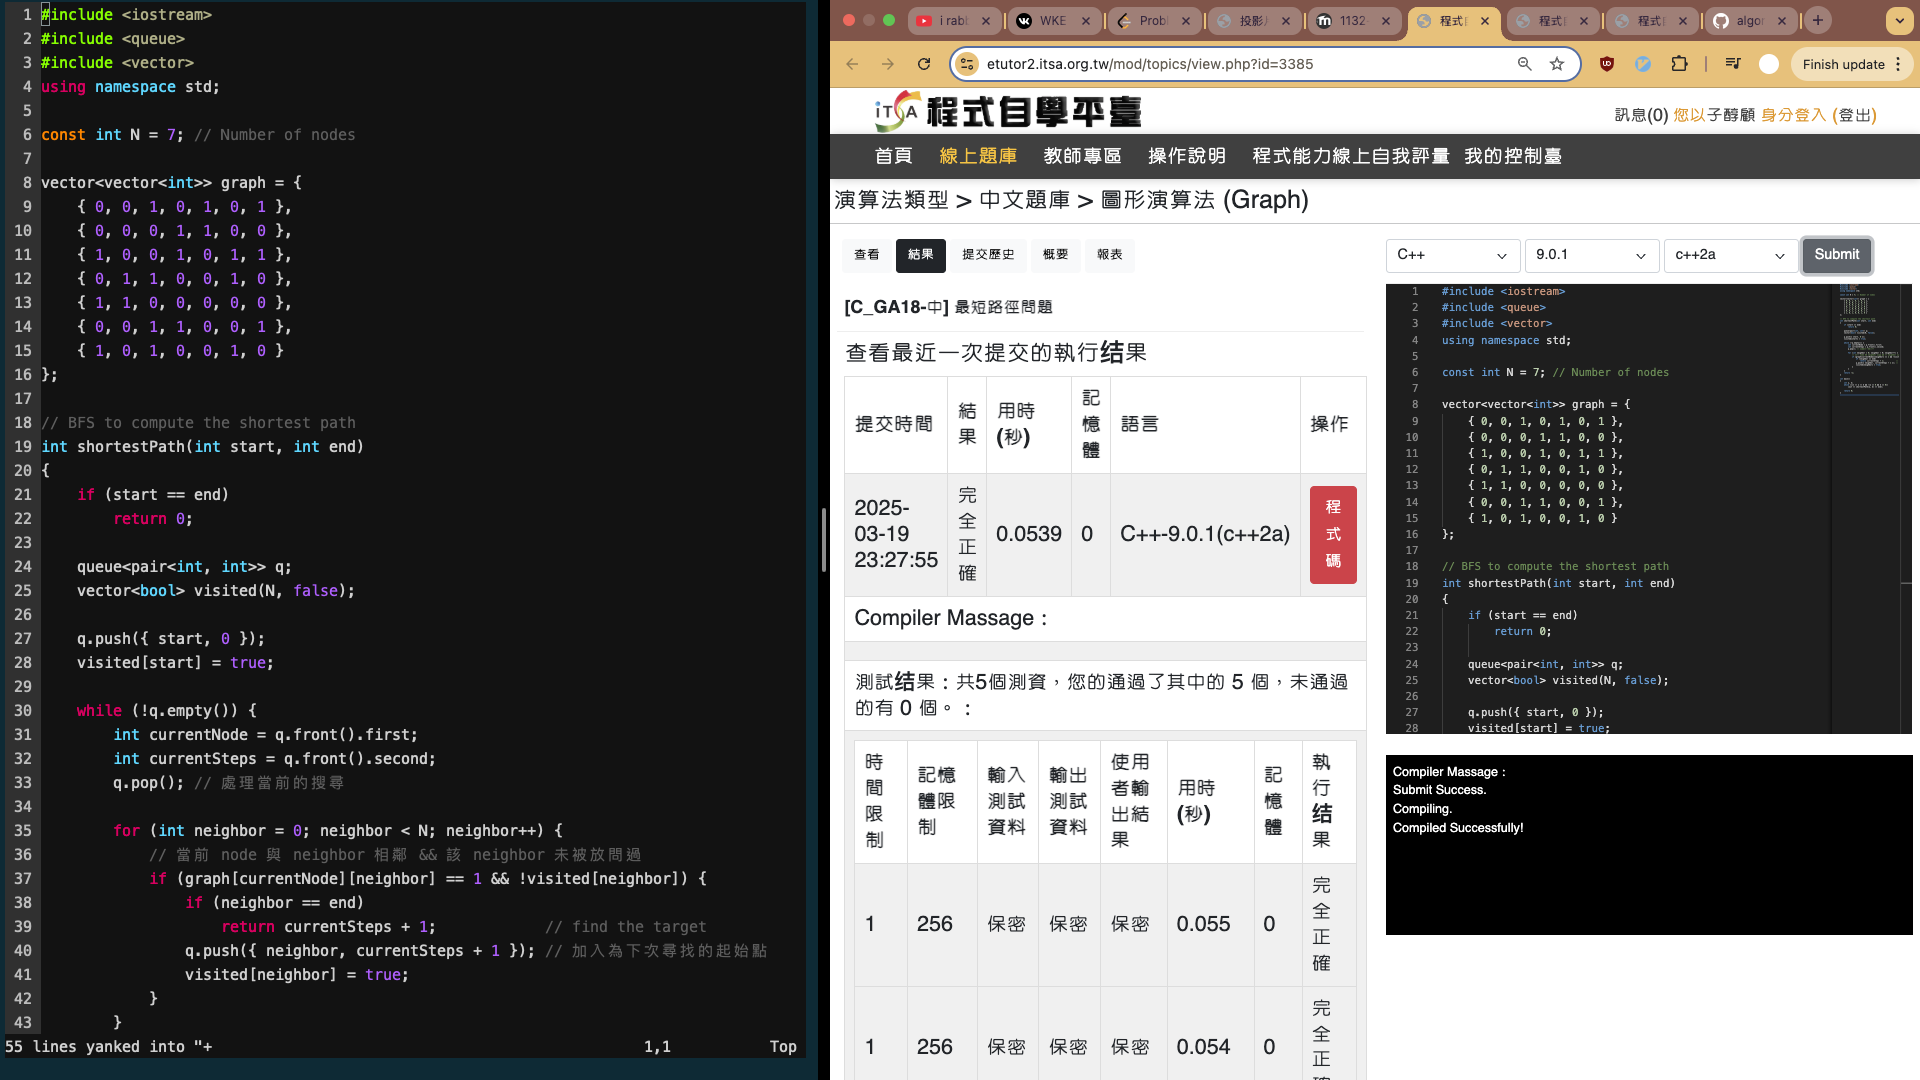 1 #include <iostream>
2 #include <queue>
3 #include <vector>
4 using namespace std;
5
6 const int N = 7; // Number of nodes
7
8 vector<vector<int>> graph = {
9     { 0, 0, 1, 0, 1, 0, 1 },
10     { 0, 0, 0, 1, 1, 0, 0 },
11     { 1, 0, 0, 1, 0, 1, 1 },
12     { 0, 1, 1, 0, 0, 1, 0 },
13     { 1, 1, 0, 0, 0, 0, 0 },
14     { 0, 0, 1, 1, 0, 0, 1 },
15     { 1, 0, 1, 0, 0, 1, 0 }
16 };
17
18 // BFS to compute the shortest path
19 int shortestPath(int start, int end)
20 {
21     if (start == end)
22         return 0;
23
24     queue<pair<int, int>> q;
25     vector<bool> visited(N, false);
26
27     q.push({ start, 0 });
28     visited[start] = true;
29
30     while (!q.empty()) {
31         int currentNode = q.front().first;
32         int currentSteps = q.front().second;
33         q.pop(); // 處理當前的搜尋
34
35         for (int neighbor = 0; neighbor < N; neighbor++) {
36             // 當前 node 與 neighbor 相鄰 && 該 neighbor 未被放問過
37             if (graph[currentNode][neighbor] == 1 && !visited[neighbor]) {
38                 if (neighbor == end)
39                     return currentSteps + 1;            // find the target
40                 q.push({ neighbor, currentSteps + 1 }); // 加入為下次尋找的起始點
41                 visited[neighbor] = true;
42             }
43         }
55 lines yanked into "+ 1,1 Top
i rab WKE Prob 投影 1132 程式 程式 程式 algor
etutor2.itsa.org.tw/mod/topics/view.php?id=3385 Finish update
iTSA 程式自學平臺
訊息(0) 您以子醇顧 身分登入 (登出)
首頁 線上題庫 教師專區 操作說明 程式能力線上自我評量 我的控制臺
演算法類型 > 中文題庫 > 圖形演算法 (Graph)
查看 結果 提交歷史 概要 報表
[C_GA18-中] 最短路徑問題
查看最近一次提交的執行结果
提交時間 結果 用時(秒) 記憶體 語言 操作
2025-03-19 23:27:55 完全正確 0.0539 0 C++-9.0.1(c++2a) 程式碼
Compiler Massage :
測試结果：共5個測資，您的通過了其中的 5 個，未通過
的有 0 個。：
時間限制 記憶體限制 輸入測試資料 輸出測試資料 使用者輸出結果 用時(秒) 記憶體 執行结果
1 256 保密 保密 保密 0.055 0 完全正確
1 256 保密 保密 保密 0.054 0 完全正
C++ 9.0.1 c++2a Submit
1 #include <iostream>
2 #include <queue>
3 #include <vector>
4 using namespace std;
5
6 const int N = 7; // Number of nodes
7
8 vector<vector<int>> graph = {
9     { 0, 0, 1, 0, 1, 0, 1 },
10     { 0, 0, 0, 1, 1, 0, 0 },
11     { 1, 0, 0, 1, 0, 1, 1 },
12     { 0, 1, 1, 0, 0, 1, 0 },
13     { 1, 1, 0, 0, 0, 0, 0 },
14     { 0, 0, 1, 1, 0, 0, 1 },
15     { 1, 0, 1, 0, 0, 1, 0 }
16 };
17
18 // BFS to compute the shortest path
19 int shortestPath(int start, int end)
20 {
21     if (start == end)
22         return 0;
23
24     queue<pair<int, int>> q;
25     vector<bool> visited(N, false);
26
27     q.push({ start, 0 });
28     visited[start] = true;
Compiler Massage :
Submit Success.
Compiling.
Compiled Successfully!